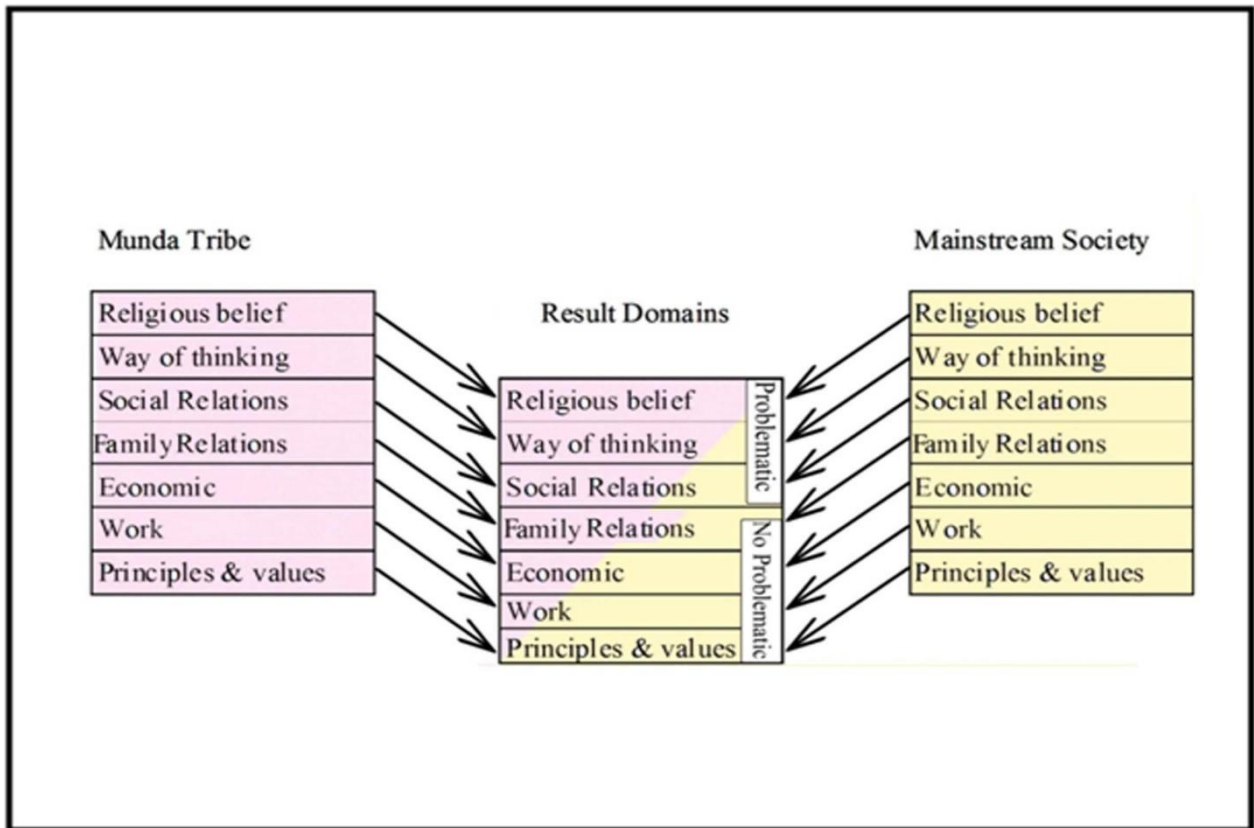 Munda Tribe
Religious belief
Way of thinking
Social Relations
Family Relations
Economic
Work
Principles & values
Result Domains
Religious belief
Way of thinking
Social Relations
Family Relations
Economic
Work
Principles & values
Problematic
No Problematic
Mainstream Society
Religious belief
Way of thinking
Social Relations
Family Relations
Economic
Work
Principles & values